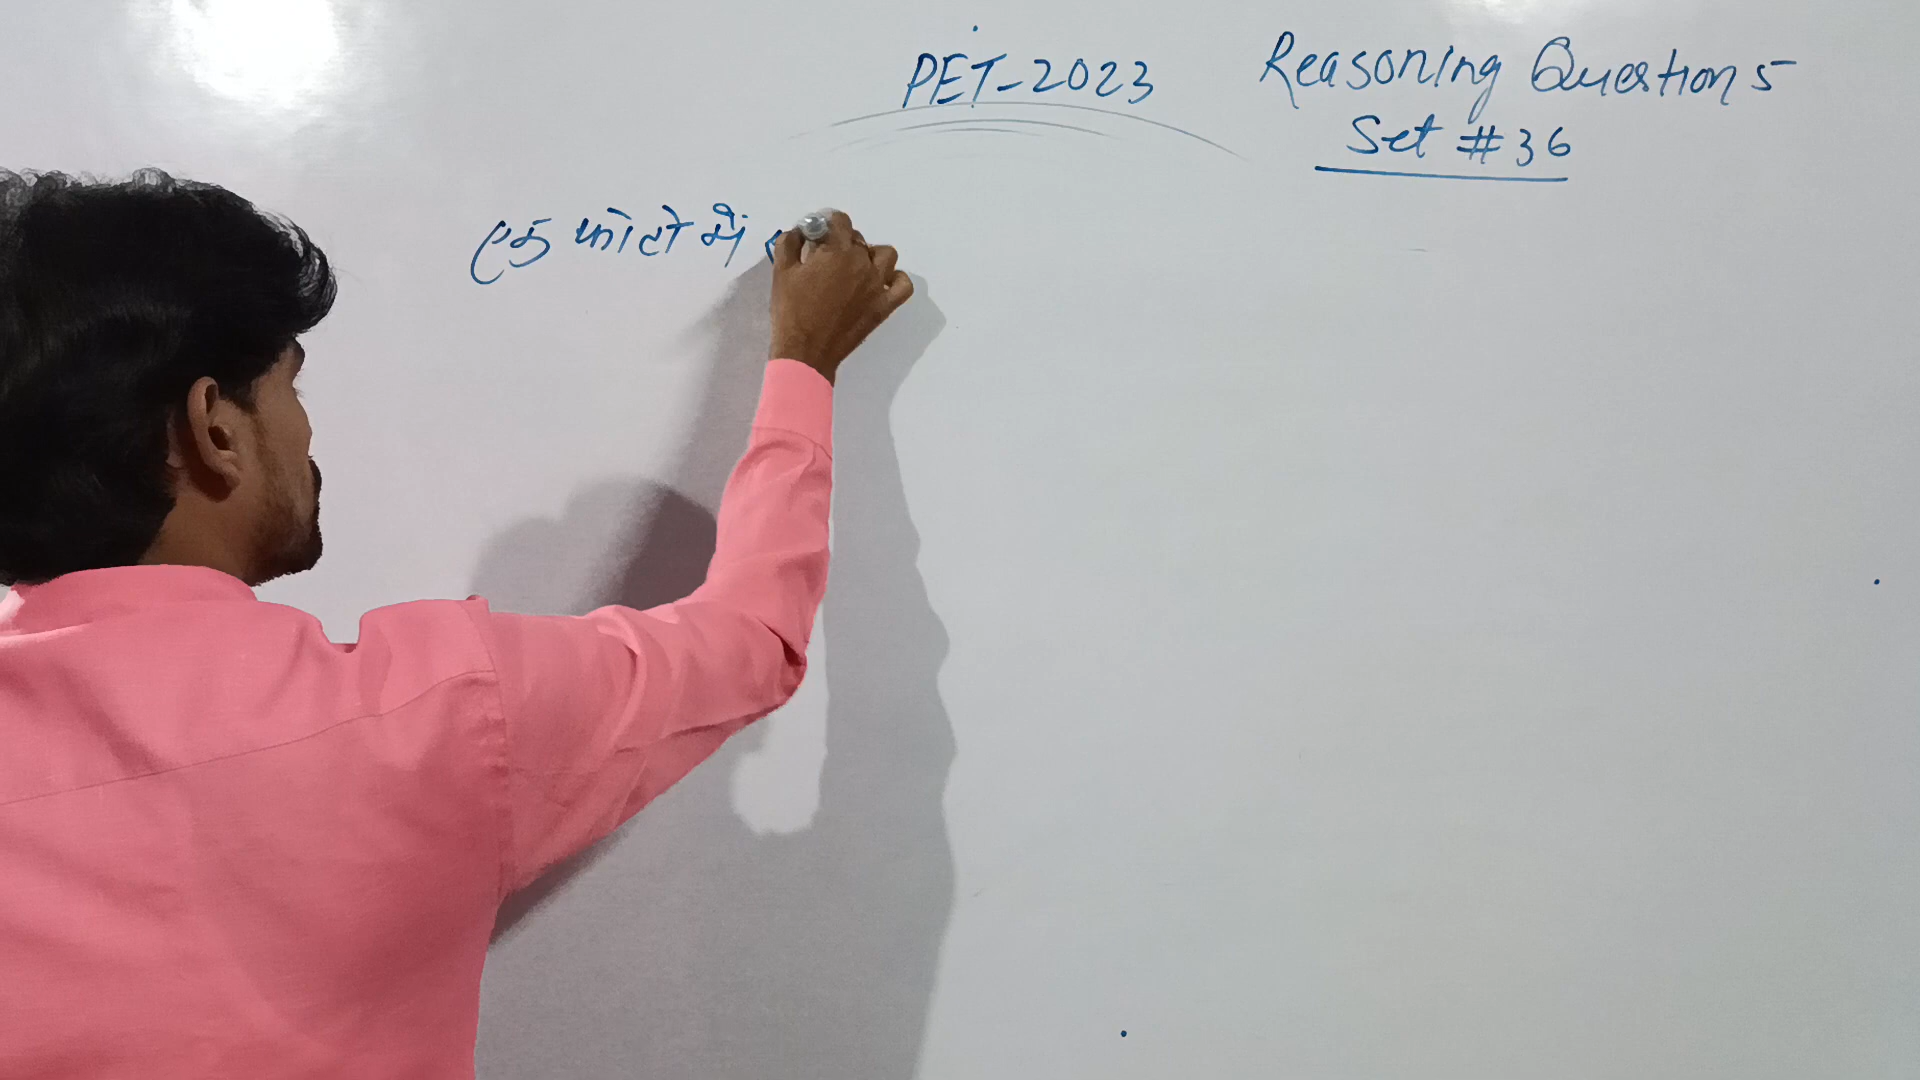 PET-2023 Reasoning Questions
Set #36
एक फोटो में